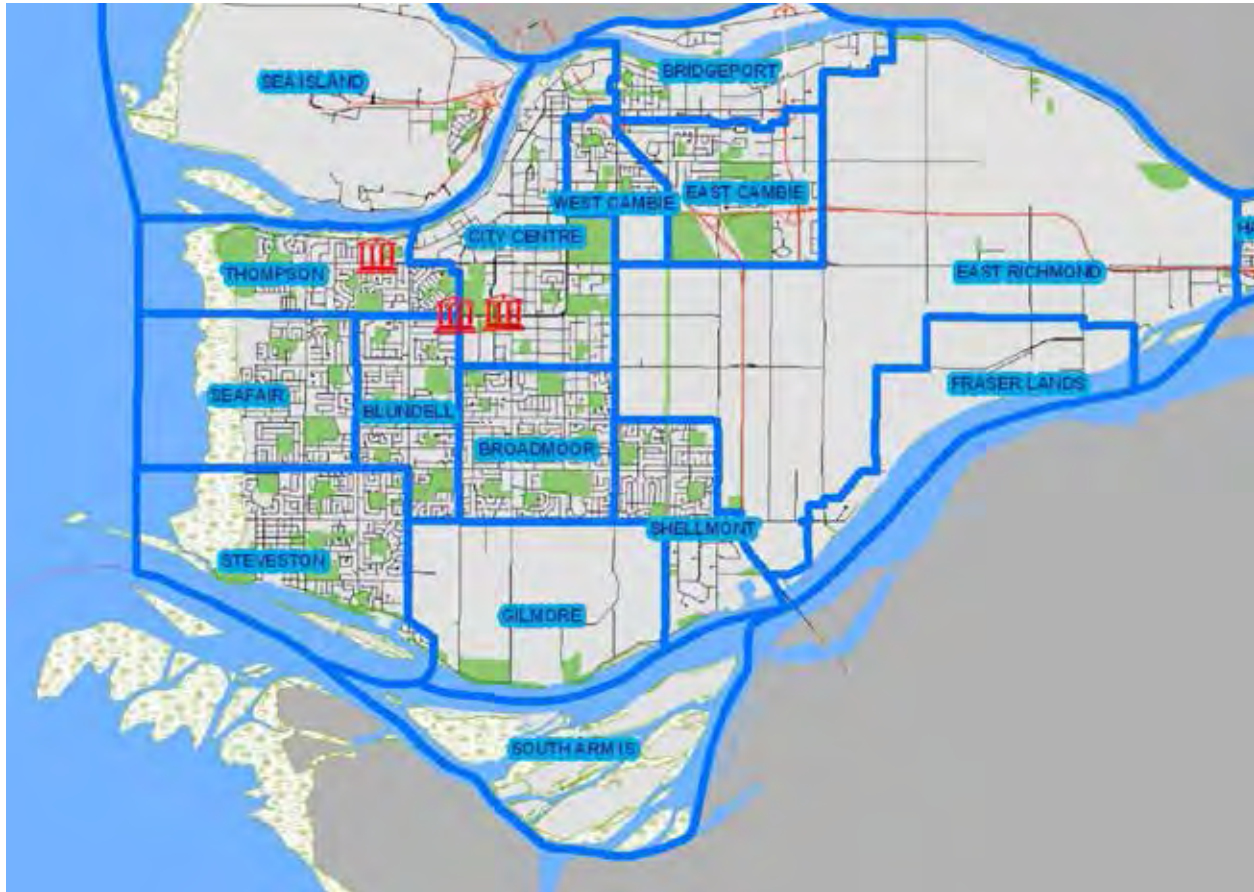 BRIDGEPORT
SEA ISLAND
EAST CAMBIE
WEST CAMBIE
CITY CENTRE
HA
THOMPSON
EAST RICHMOND
FRASER LANDS
SEAFAIR
BLUNDELL
BROADMOOR
SHELLMONT
STEVESTON
GILMORE
SOUTH ARM IS